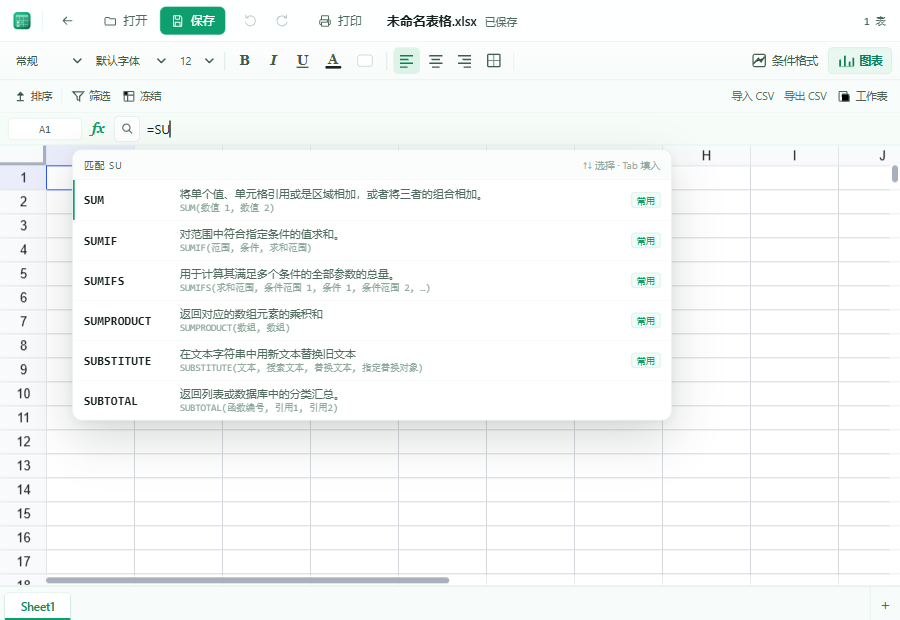 打开 保存 打印 未命名表格.xlsx 已保存 1 表
常规 默认字体 12 B I U A 条件格式 图表
排序 筛选 冻结 导入 CSV 导出 CSV 工作表
A1 fx =SU
匹配 SU ↑↓ 选择 · Tab 填入
H I J
SUM 将单个值、单元格引用或是区域相加，或者将三者的组合相加。 常用
SUM(数值 1, 数值 2)
SUMIF 对范围中符合指定条件的值求和。 常用
SUMIF(范围, 条件, 求和范围)
SUMIFS 用于计算其满足多个条件的全部参数的总量。 常用
SUMIFS(求和范围, 条件范围 1, 条件 1, 条件范围 2, …)
SUMPRODUCT 返回对应的数组元素的乘积和 常用
SUMPRODUCT(数组, 数组)
SUBSTITUTE 在文本字符串中用新文本替换旧文本 常用
SUBSTITUTE(文本, 搜索文本, 替换文本, 指定替换对象)
SUBTOTAL 返回列表或数据库中的分类汇总。
SUBTOTAL(函数编号, 引用1, 引用2)
1
2
3
4
5
6
7
8
9
10
11
12
13
14
15
16
17
18
Sheet1 +